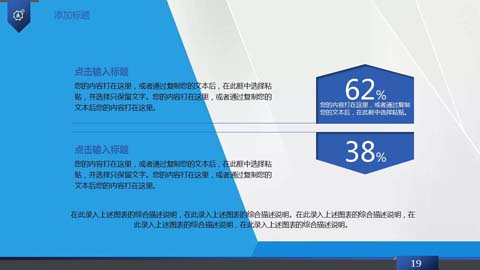 添加标题
点击输入标题
您的内容打在这里，或者通过复制您的文本后，在此框中选择粘
贴，并选择只保留文字。您的内容打在这里，或者通过复制您的
文本后您的内容打在这里。
62%
您的内容打在这里，或者通过复制
您的文本后，在此框中选择粘贴。
点击输入标题
您的内容打在这里，或者通过复制您的文本后，在此框中选择粘
贴，并选择只保留文字。您的内容打在这里，或者通过复制您的
文本后您的内容打在这里。
38%
在此录入上述图表的综合描述说明，在此录入上述图表的综合描述说明。在此录入上述图表的综合描述说明，在
此录入上述图表的综合描述说明，在此录入上述图表的综合描述说明。
19